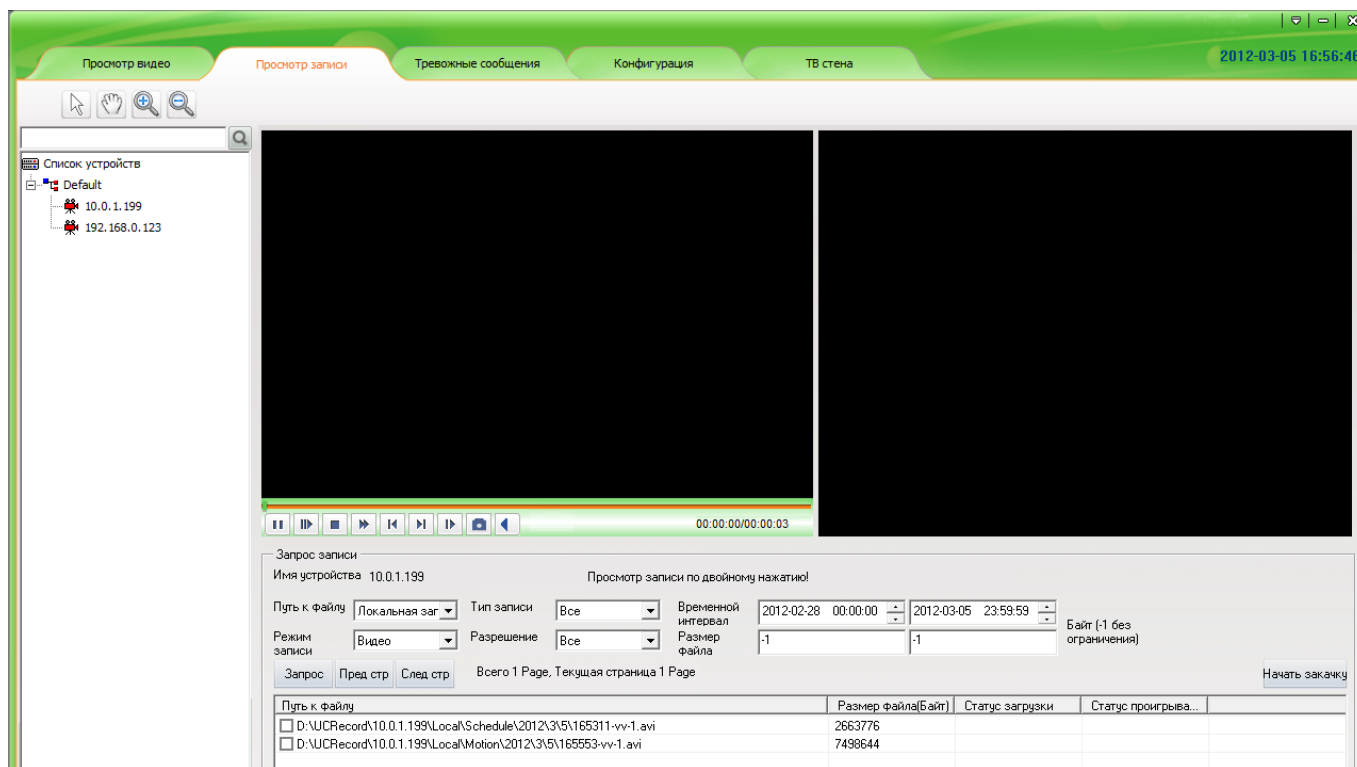 Просмотр видео Просмотр записи Тревожные сообщения Конфигурация ТВ стена 2012-03-05 16:56:46
Список устройств
Default
10.0.1.199
192.168.0.123
00:00:00/00:00:03
Запрос записи
Имя устройства 10.0.1.199 Просмотр записи по двойному нажатию!
Путь к файлу Локальная заг Тип записи Все Временной интервал 2012-02-28 00:00:00 2012-03-05 23:59:59
Режим записи Видео Разрешение Все Размер файла -1 -1 Байт (-1 без ограничения)
Запрос Пред стр След стр Всего 1 Page, Текущая страница 1 Page Начать закачку
Путь к файлу Размер файла(Байт) Статус загрузки Статус проигрыва...
D:\UCRecord\10.0.1.199\Local\Schedule\2012\3\5\165311-vv-1.avi 2663776
D:\UCRecord\10.0.1.199\Local\Motion\2012\3\5\165553-vv-1.avi 7498644